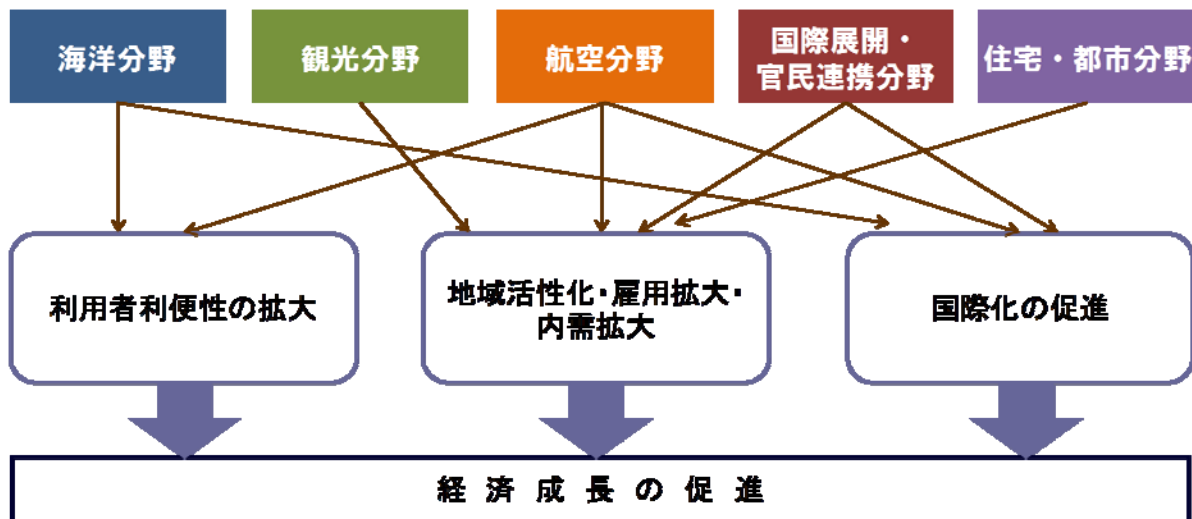 海洋分野
観光分野
航空分野
国際展開・
官民連携分野
住宅・都市分野
利用者利便性の拡大
地域活性化・雇用拡大・
内需拡大
国際化の促進
経済成長の促進